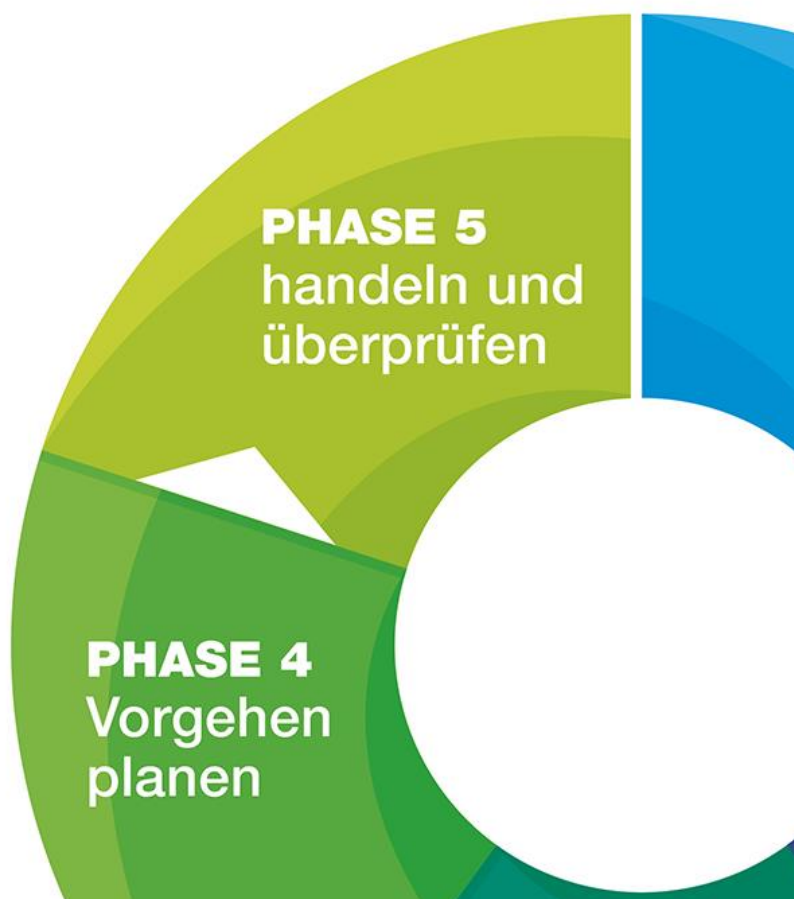 PHASE 5
handeln und
überprüfen
PHASE 4
Vorgehen
planen